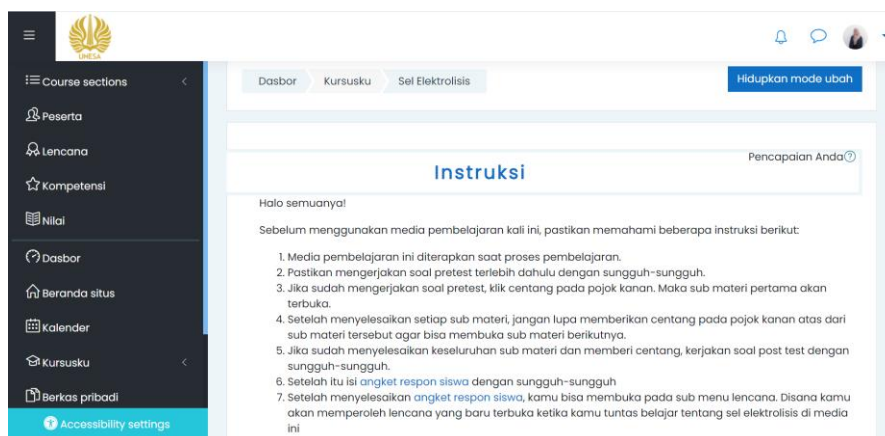 UNESA
Course sections
Peserta
Lencana
Kompetensi
Nilai
Dasbor
Beranda situs
Kalender
Kursusku
Berkas pribadi
Accessibility settings
Dasbor Kursusku Sel Elektrolisis
Hidupkan mode ubah
Pencapaian Anda
Instruksi
Halo semuanya!
Sebelum menggunakan media pembelajaran kali ini, pastikan memahami beberapa instruksi berikut:
1. Media pembelajaran ini diterapkan saat proses pembelajaran.
2. Pastikan mengerjakan soal pretest terlebih dahulu dengan sungguh-sungguh.
3. Jika sudah mengerjakan soal pretest, klik centang pada pojok kanan. Maka sub materi pertama akan
terbuka.
4. Setelah menyelesaikan setiap sub materi, jangan lupa memberikan centang pada pojok kanan atas dari
sub materi tersebut agar bisa membuka sub materi berikutnya.
5. Jika sudah menyelesaikan keseluruhan sub materi dan memberi centang, kerjakan soal post test dengan
sungguh-sungguh.
6. Setelah itu isi angket respon siswa dengan sungguh-sungguh
7. Setelah menyelesaikan angket respon siswa, kamu bisa membuka pada sub menu lencana. Disana kamu
akan memperoleh lencana yang baru terbuka ketika kamu tuntas belajar tentang sel elektrolisis di media
ini